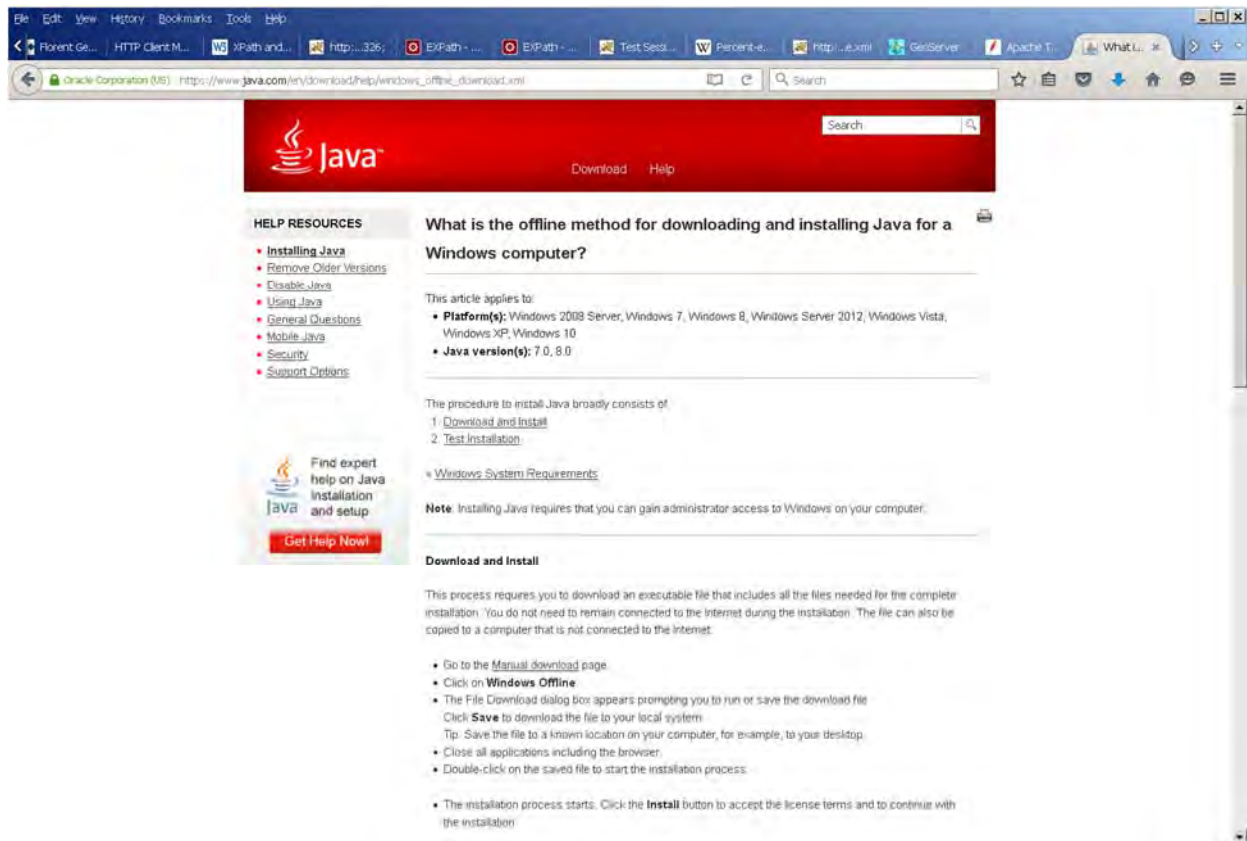 File Edit View History Bookmarks Tools Help
Florent Ge... HTTP Client M... W3 XPath and... http:...326; EXPath - ... EXPath - ... Test Sessi... W Percent-e... http:...e.xml GeoServer Apache T... What i...
Oracle Corporation (US) https://www.java.com/en/download/help/windows_offline_download.xml Search
Search
Java™
Download Help
HELP RESOURCES
Installing Java
Remove Older Versions
Disable Java
Using Java
General Questions
Mobile Java
Security
Support Options
Find expert
help on Java
installation
and setup
Java
Get Help Now!
What is the offline method for downloading and installing Java for a
Windows computer?
This article applies to:
• Platform(s): Windows 2008 Server, Windows 7, Windows 8, Windows Server 2012, Windows Vista,
Windows XP, Windows 10
• Java version(s): 7.0, 8.0
The procedure to install Java broadly consists of:
1. Download and Install
2. Test Installation
» Windows System Requirements
Note: Installing Java requires that you can gain administrator access to Windows on your computer.
Download and Install
This process requires you to download an executable file that includes all the files needed for the complete
installation. You do not need to remain connected to the Internet during the installation. The file can also be
copied to a computer that is not connected to the Internet.
• Go to the Manual download page
• Click on Windows Offline
• The File Download dialog box appears prompting you to run or save the download file
Click Save to download the file to your local system.
Tip: Save the file to a known location on your computer, for example, to your desktop.
• Close all applications including the browser.
• Double-click on the saved file to start the installation process
• The installation process starts. Click the Install button to accept the license terms and to continue with
the installation